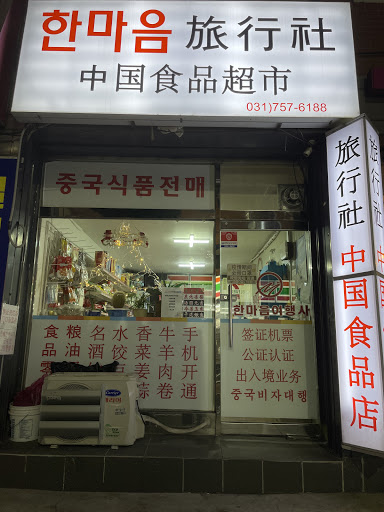 한마음 旅行社
中国食品超市
031)757-6188
중국식품전매
한마음여행사
签证机票
公证认证
出入境业务
중국비자대행
食粮名水香牛手
品油酒饺菜羊机
姜肉开
蒜卷通
旅行社 中国食品店